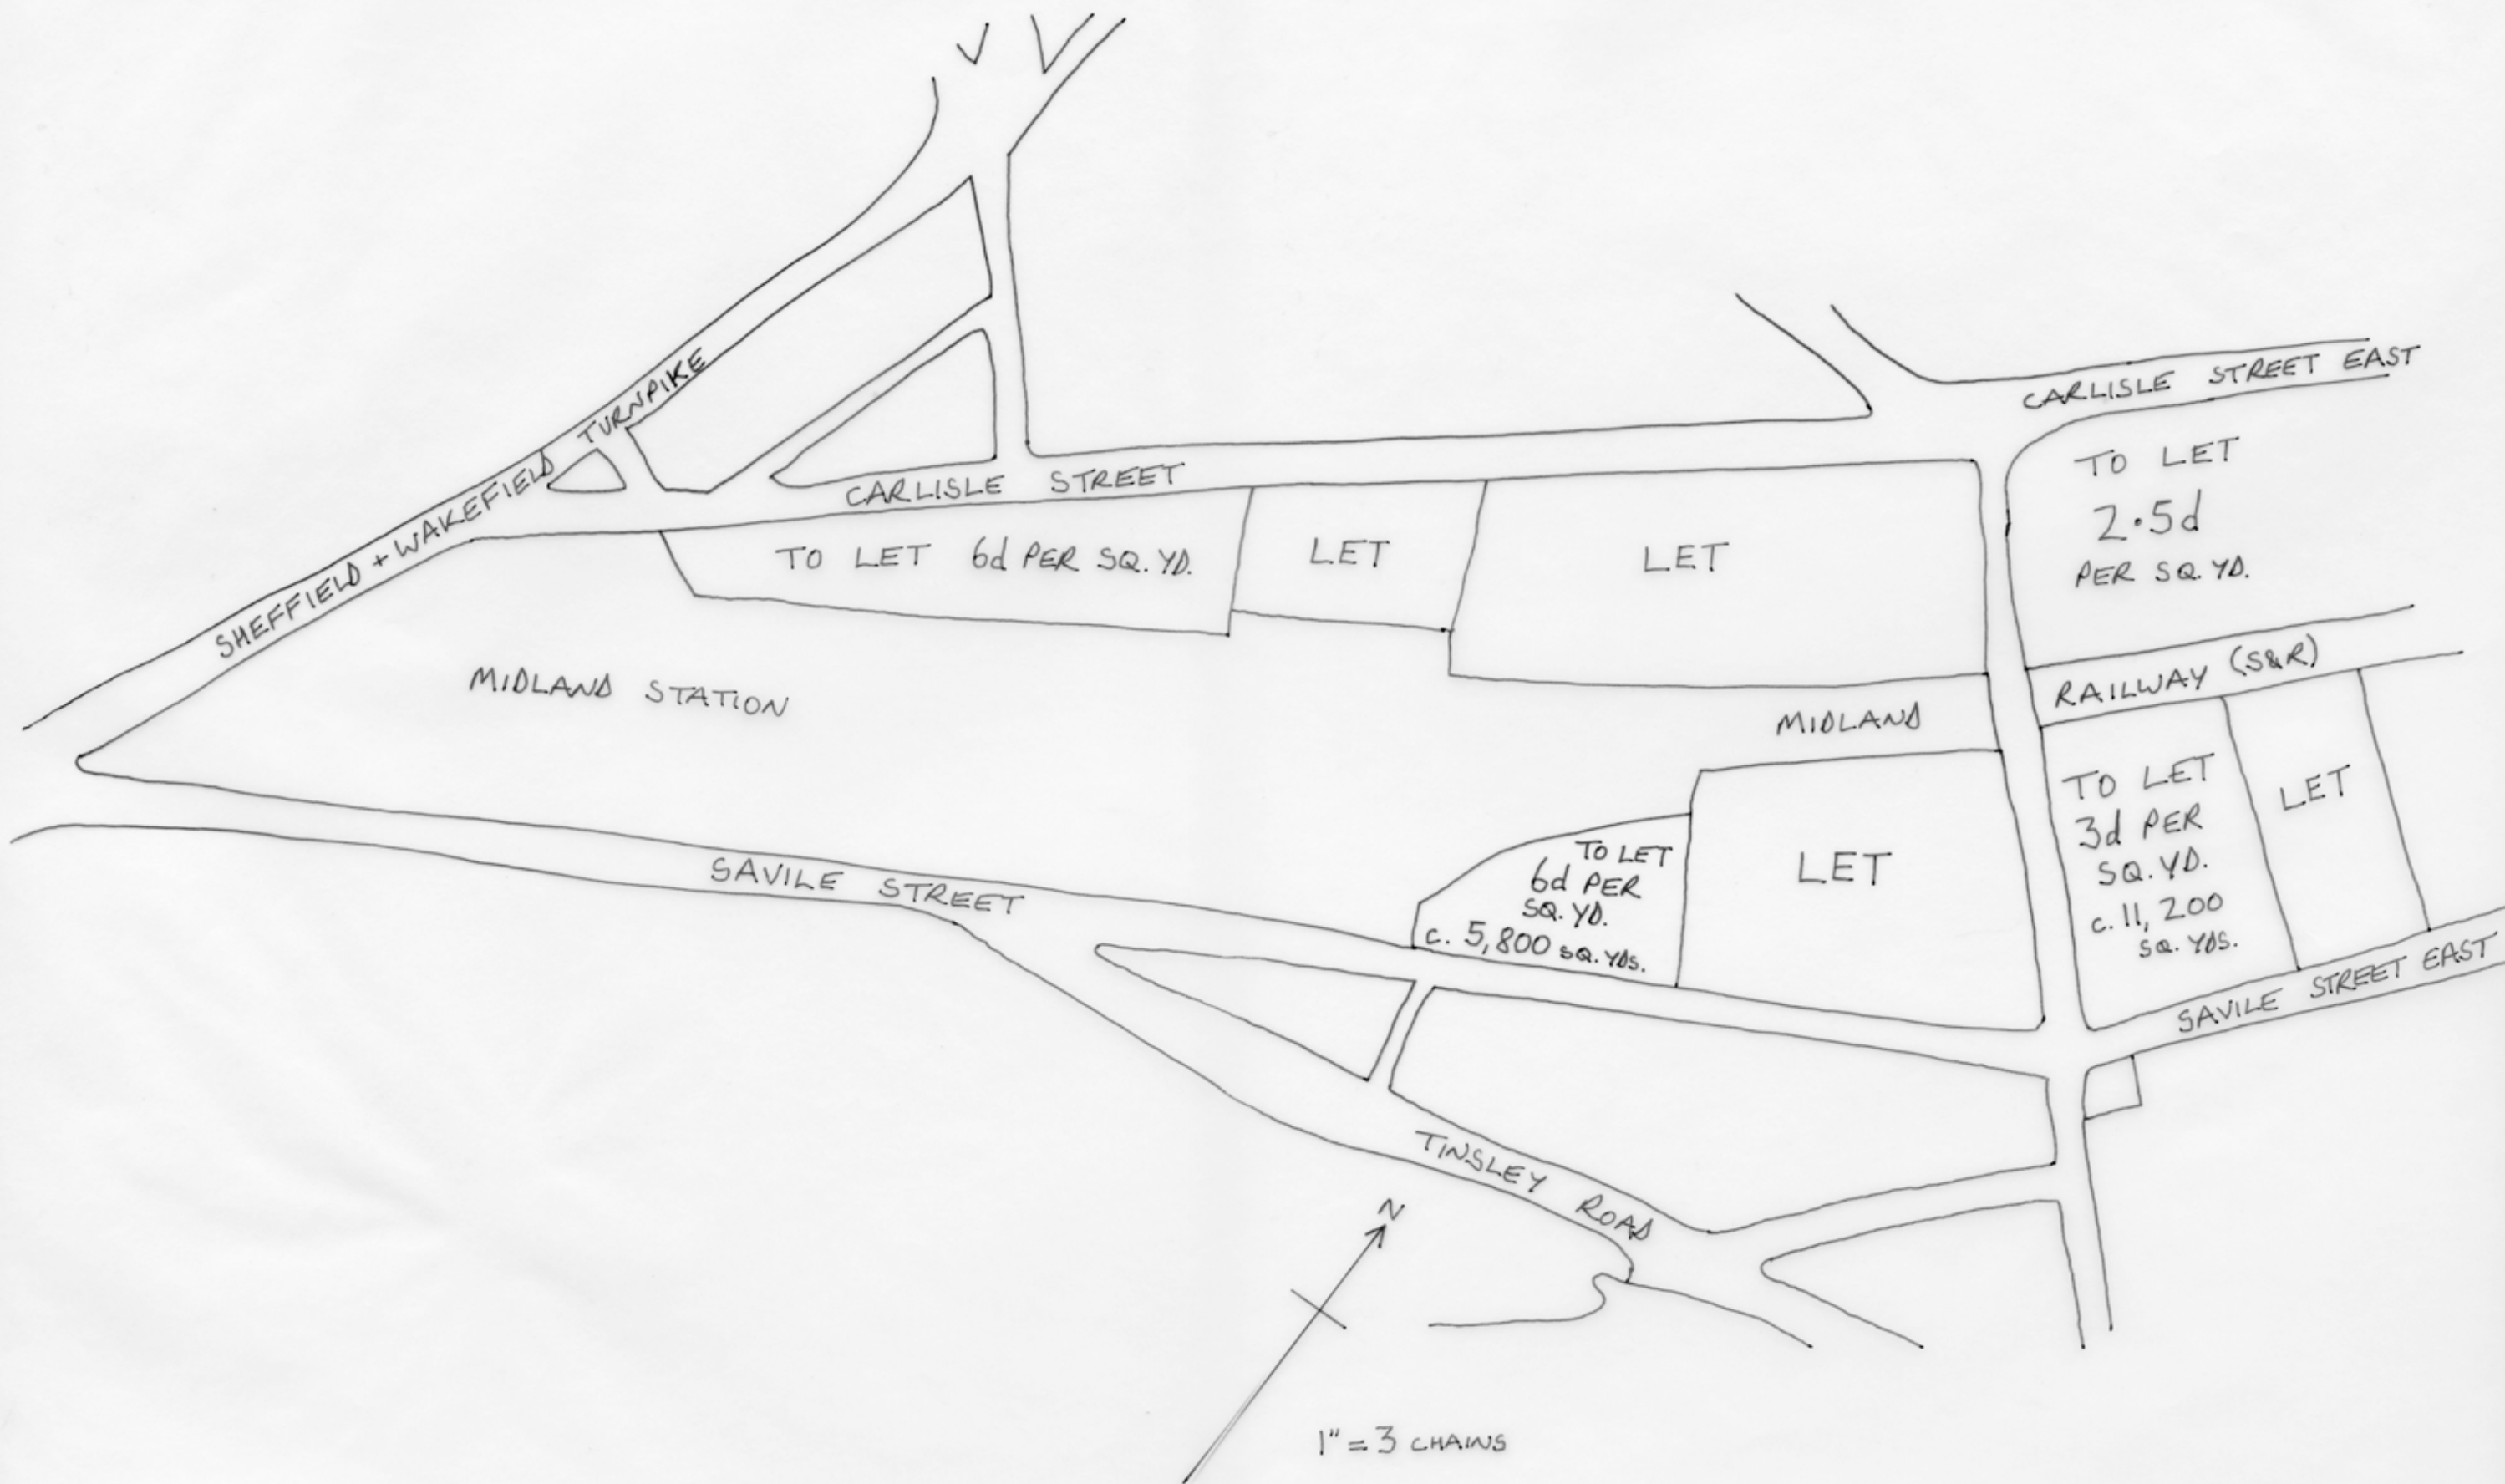 SHEFFIELD + WAKEFIELD TURNPIKE
CARLISLE STREET EAST
CARLISLE STREET
TO LET 6d PER SQ. YD.
LET
LET
TO LET
2.5d
PER SQ. YD.
MIDLAND STATION
MIDLAND
RAILWAY (S&R)
TO LET
6d PER
SQ. YD.
c. 5,800 SQ. YDS.
LET
TO LET
3d PER
SQ. YD.
c. 11,200
SQ. YDS.
LET
SAVILE STREET
SAVILE STREET EAST
TINSLEY ROAD
N
1" = 3 CHAINS